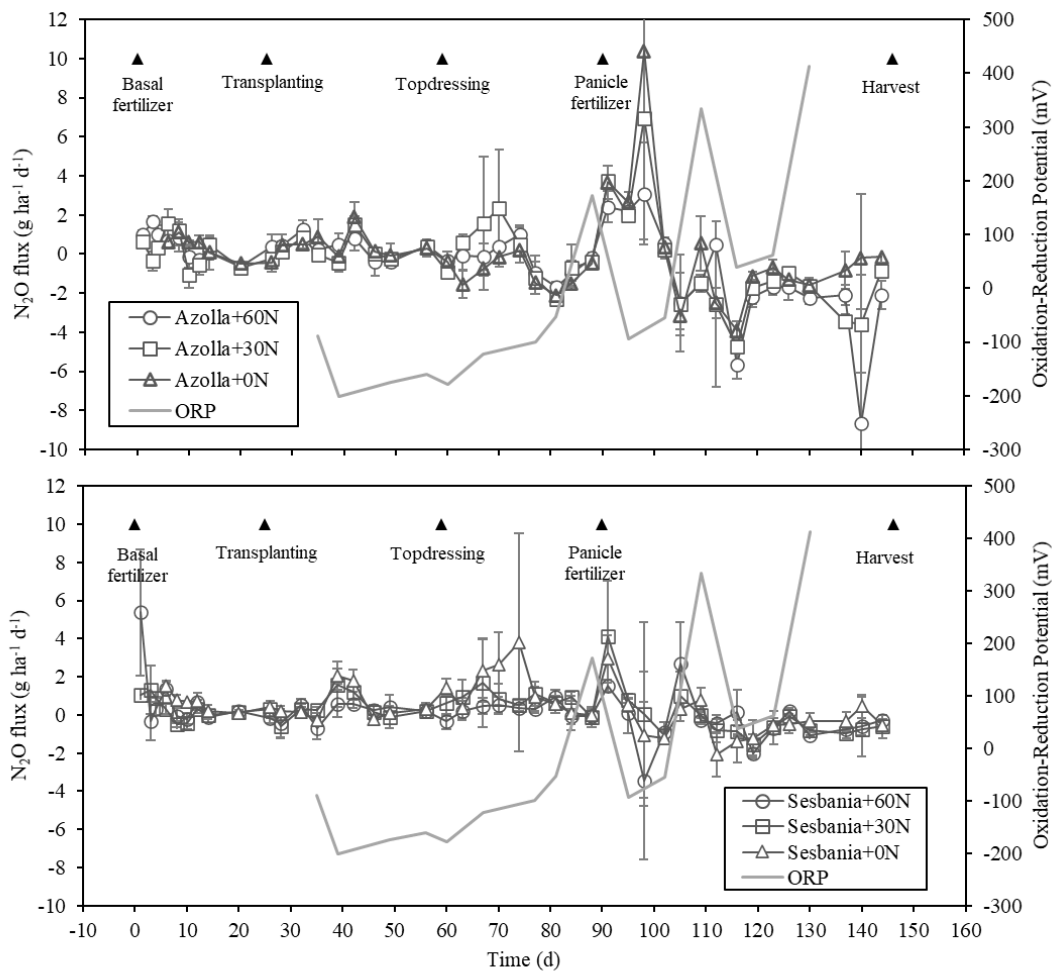 12
10
8
6
4
2
0
-2
-4
-6
-8
-10
N₂O flux (g ha⁻¹ d⁻¹)
500
400
300
200
100
0
-100
-200
-300
Oxidation-Reduction Potential (mV)
Basal
fertilizer
Transplanting
Topdressing
Panicle
fertilizer
Harvest
Azolla+60N
Azolla+30N
Azolla+0N
ORP
12
10
8
6
4
2
0
-2
-4
-6
-8
-10
N₂O flux (g ha⁻¹ d⁻¹)
500
400
300
200
100
0
-100
-200
-300
Oxidation-Reduction Potential (mV)
Basal
fertilizer
Transplanting
Topdressing
Panicle
fertilizer
Harvest
Sesbania+60N
Sesbania+30N
Sesbania+0N
ORP
-10 0 10 20 30 40 50 60 70 80 90 100 110 120 130 140 150 160
Time (d)